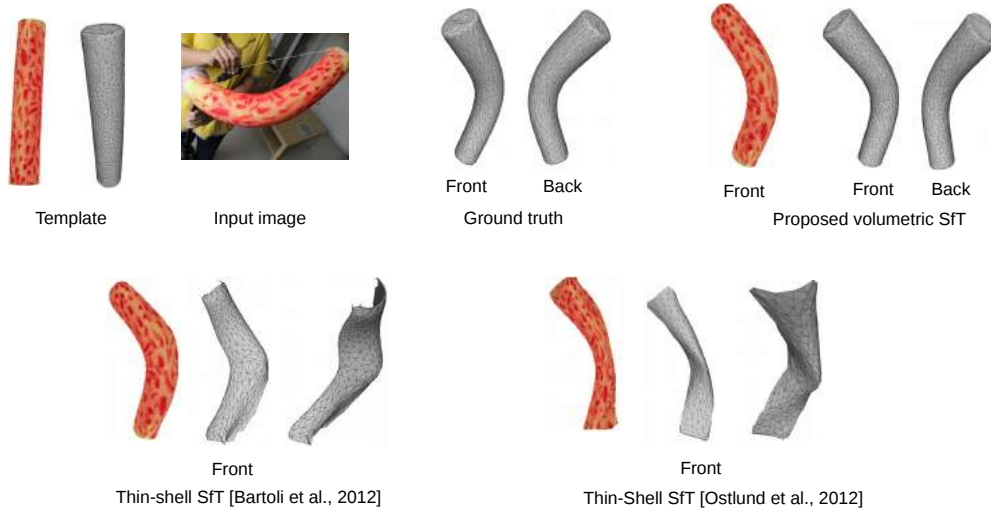 Template
Input image
Front
Back
Ground truth
Front
Front
Back
Proposed volumetric SfT
Front
Thin-shell SfT [Bartoli et al., 2012]
Front
Thin-Shell SfT [Ostlund et al., 2012]